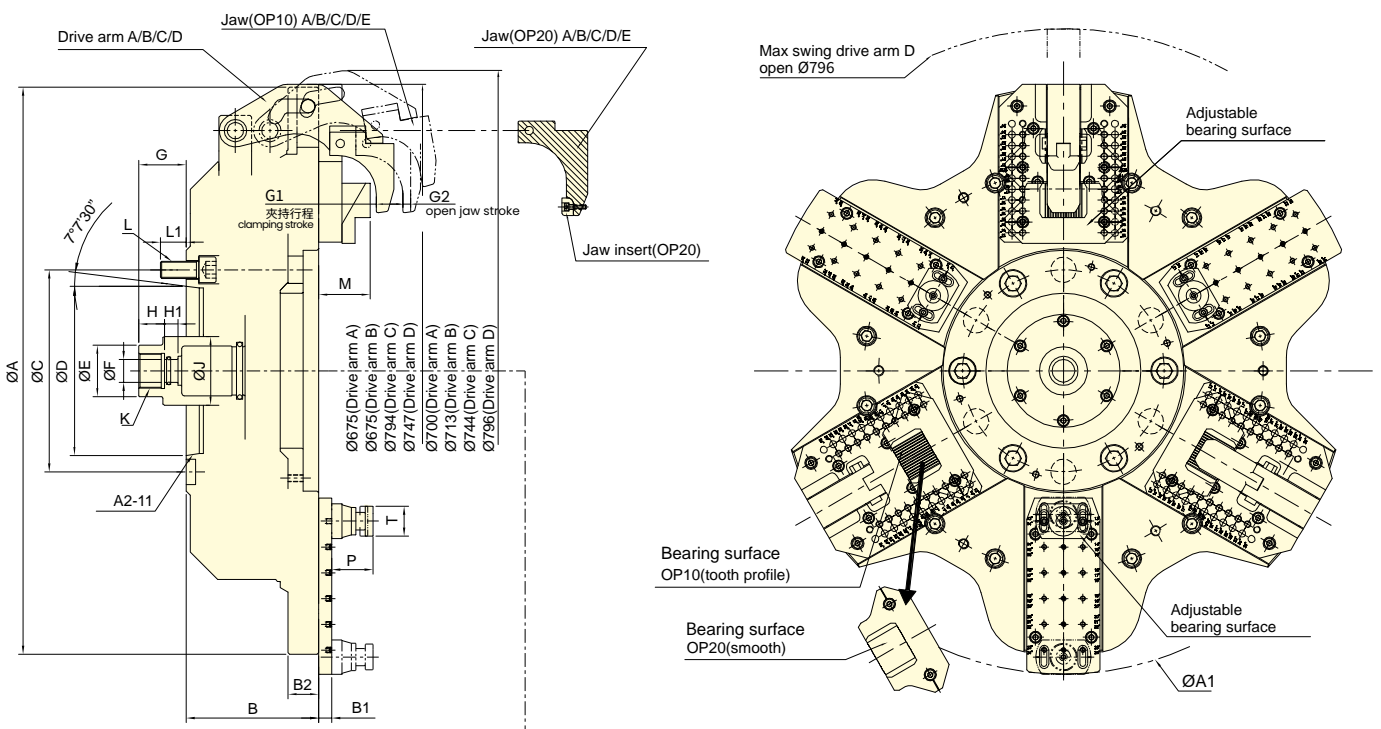 Jaw(OP10) A/B/C/D/E
Drive arm A/B/C/D
Jaw(OP20) A/B/C/D/E
Max swing drive arm D
open Ø796
Adjustable
bearing surface
G
G1
夾持行程
clamping stroke
G2
open jaw stroke
7°7'30"
L
L1
Jaw insert(OP20)
M
H
H1
ØA
ØC
ØD
ØE
ØF
ØJ
K
Ø675(Drive arm A)
Ø675(Drive arm B)
Ø794(Drive arm C)
Ø747(Drive arm D)
Ø700(Drive arm A)
Ø713(Drive arm B)
Ø744(Drive arm C)
Ø796(Drive arm D)
A2-11
T
P
Bearing surface
OP10(tooth profile)
Bearing surface
OP20(smooth)
Adjustable
bearing surface
ØA1
B2
B
B1